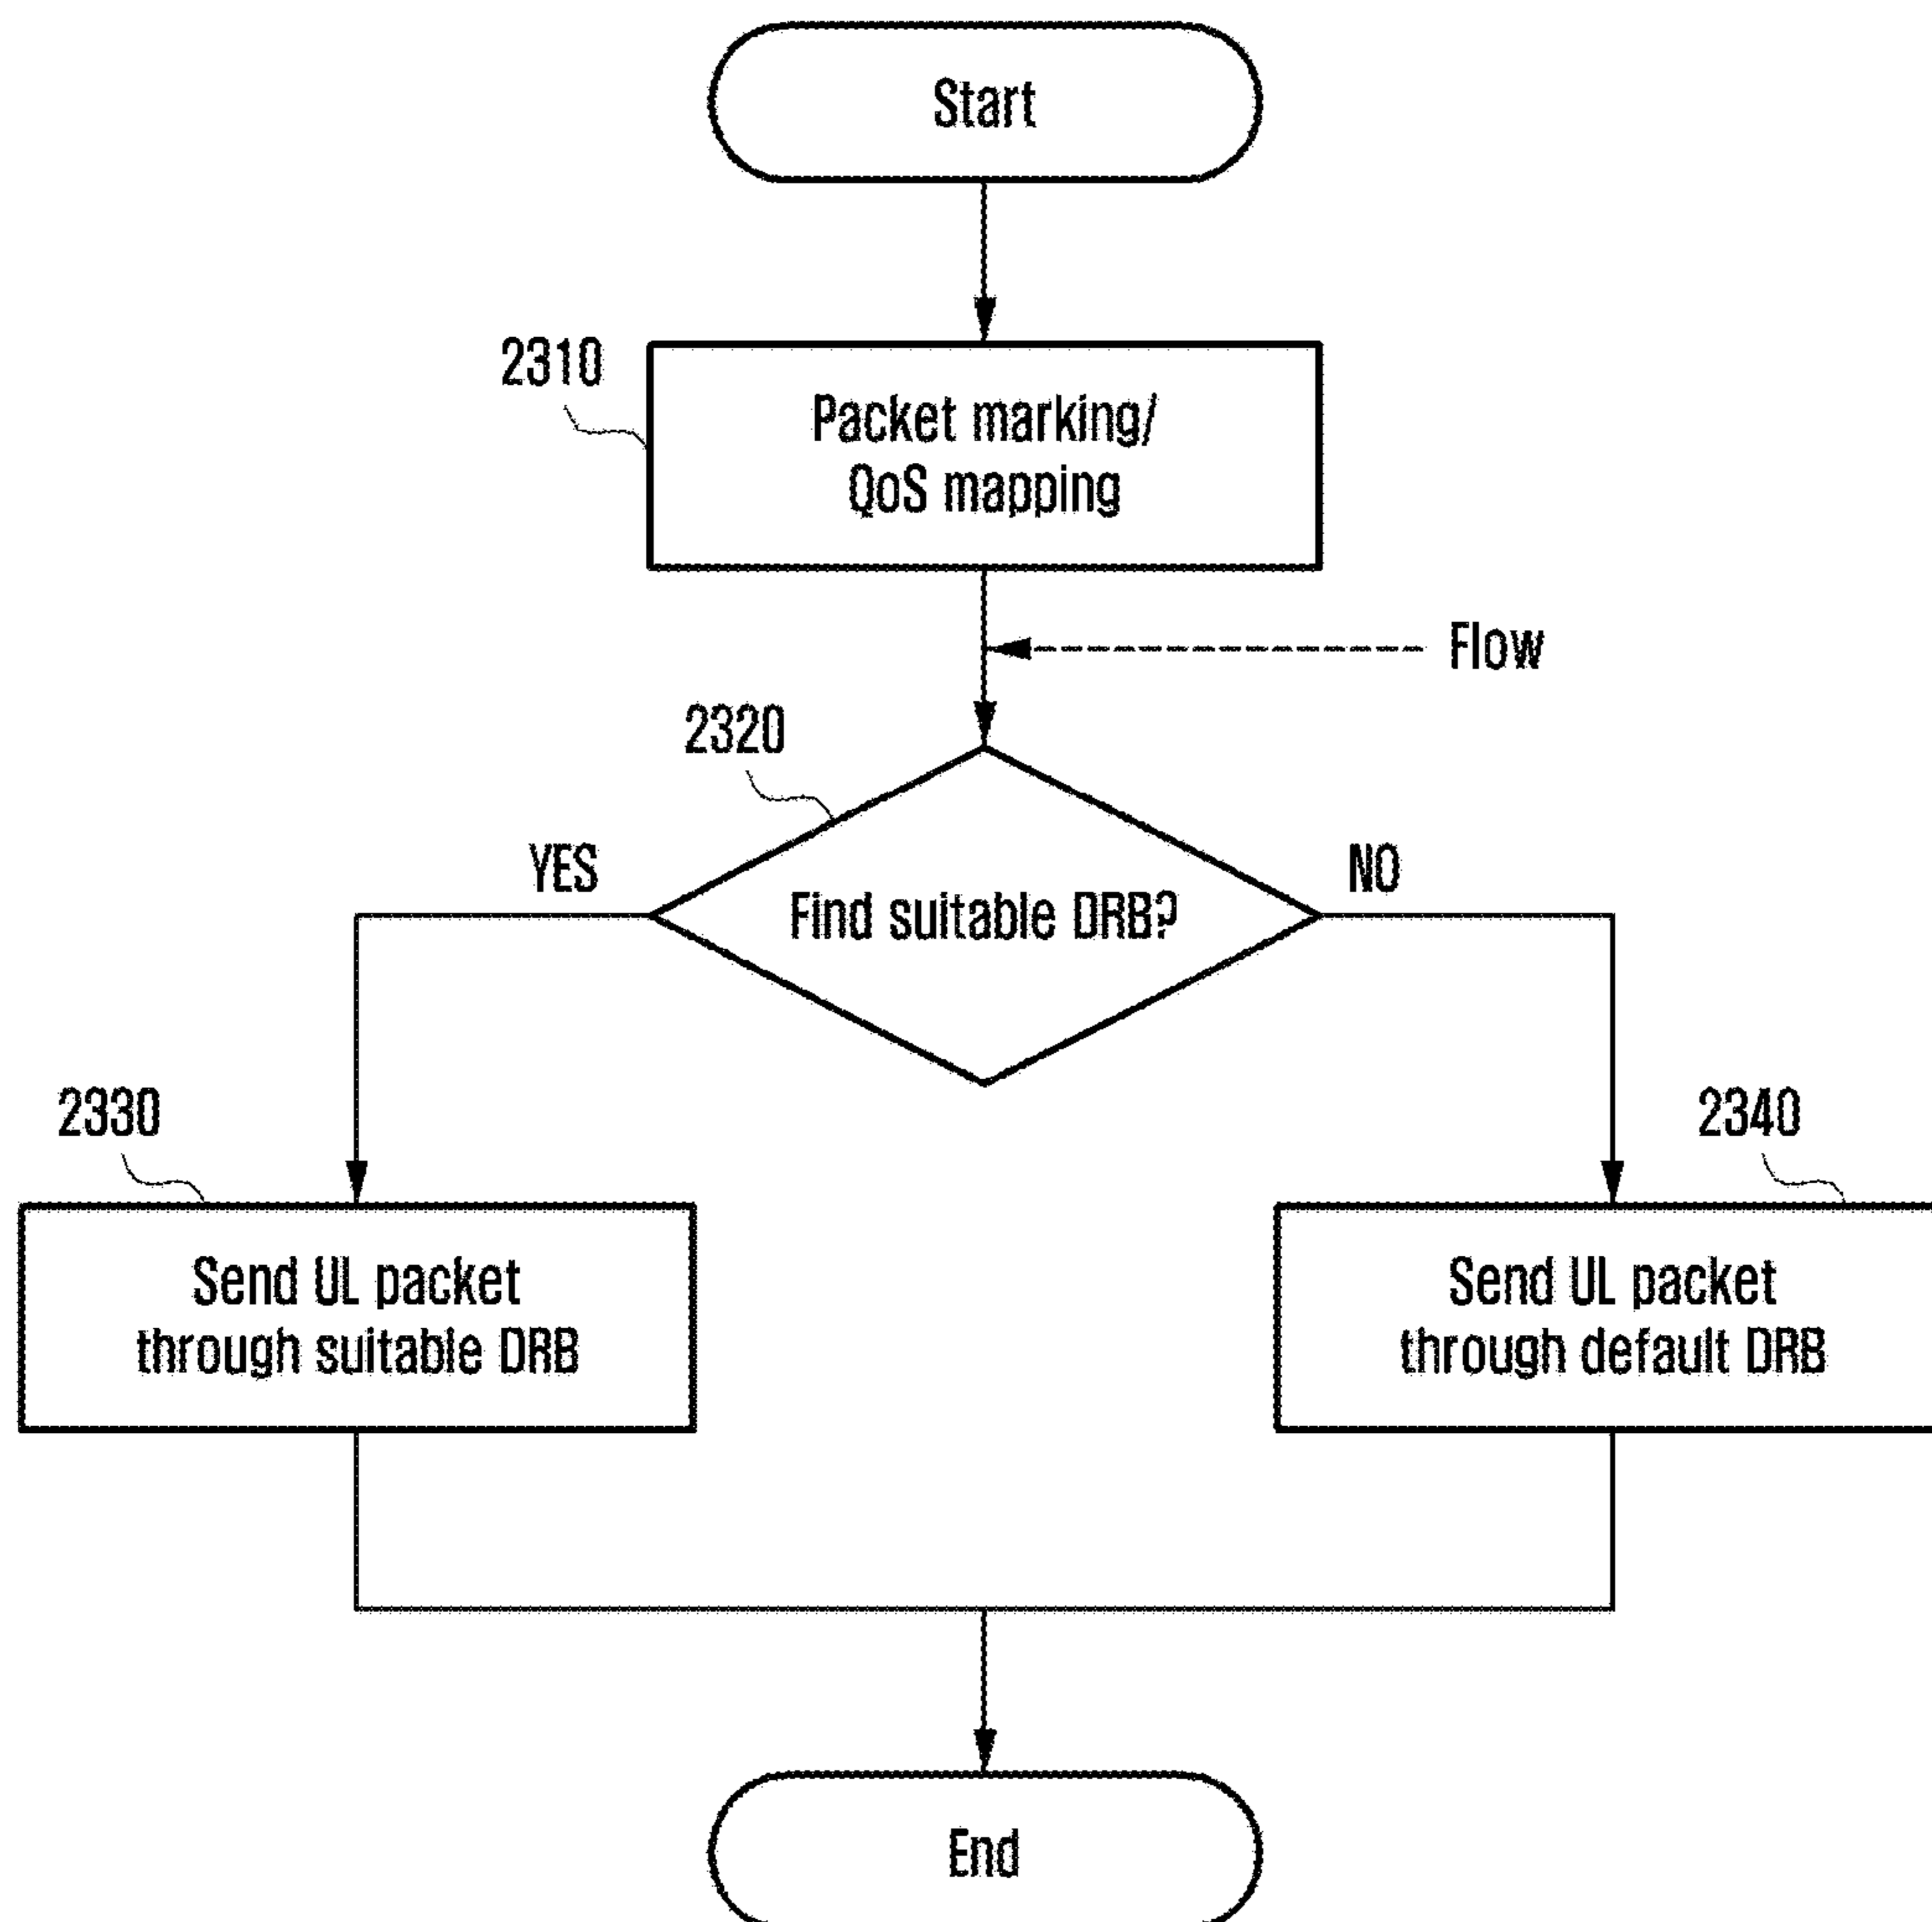 Start
2310
Packet marking/
QoS mapping
Flow
2320
YES
NO
Find suitable DRB?
2330
2340
Send UL packet
through suitable DRB
Send UL packet
through default DRB
End